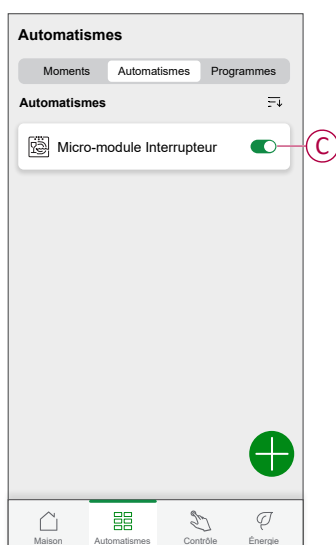 Automatismes
Moments Automatismes Programmes
Automatismes
Micro-module Interrupteur
C
Maison Automatismes Contrôle Énergie